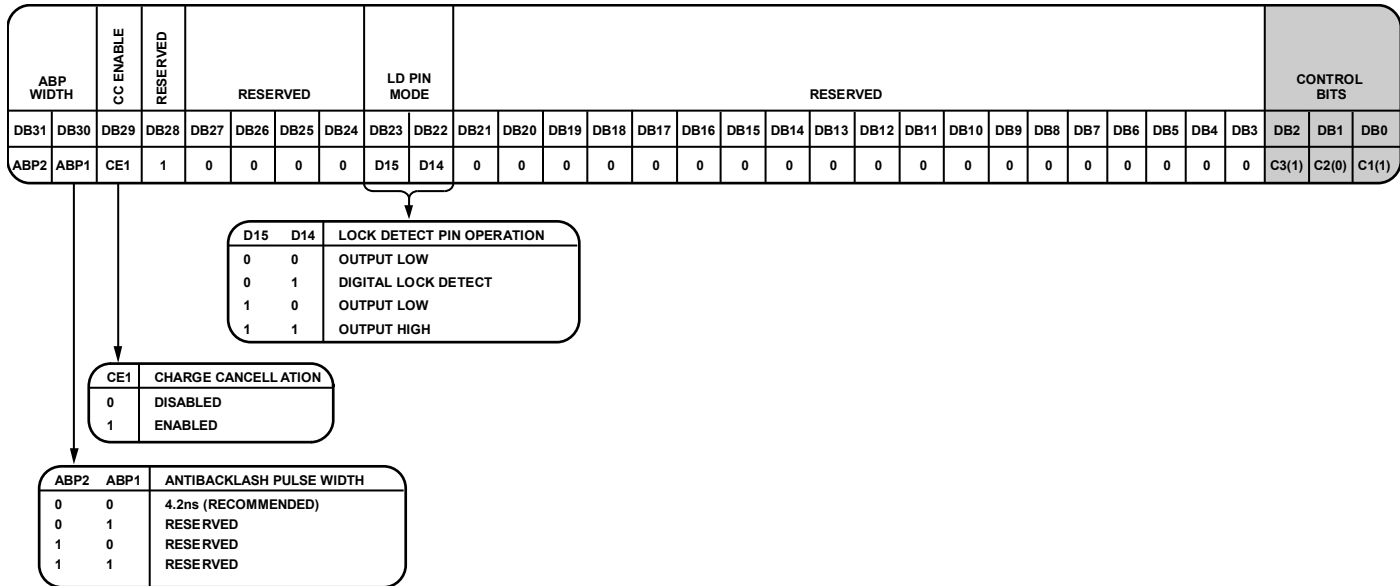 ABP WIDTH CC ENABLE RESERVED RESERVED LD PIN MODE RESERVED CONTROL BITS
DB31 DB30 DB29 DB28 DB27 DB26 DB25 DB24 DB23 DB22 DB21 DB20 DB19 DB18 DB17 DB16 DB15 DB14 DB13 DB12 DB11 DB10 DB9 DB8 DB7 DB6 DB5 DB4 DB3 DB2 DB1 DB0
ABP2 ABP1 CE1 1 0 0 0 0 D15 D14 0 0 0 0 0 0 0 0 0 0 0 0 0 0 0 0 0 0 0 C3(1) C2(0) C1(1)
D15 D14 LOCK DETECT PIN OPERATION
0 0 OUTPUT LOW
0 1 DIGITAL LOCK DETECT
1 0 OUTPUT LOW
1 1 OUTPUT HIGH
CE1 CHARGE CANCELLATION
0 DISABLED
1 ENABLED
ABP2 ABP1 ANTIBACKLASH PULSE WIDTH
0 0 4.2ns (RECOMMENDED)
0 1 RESERVED
1 0 RESERVED
1 1 RESERVED